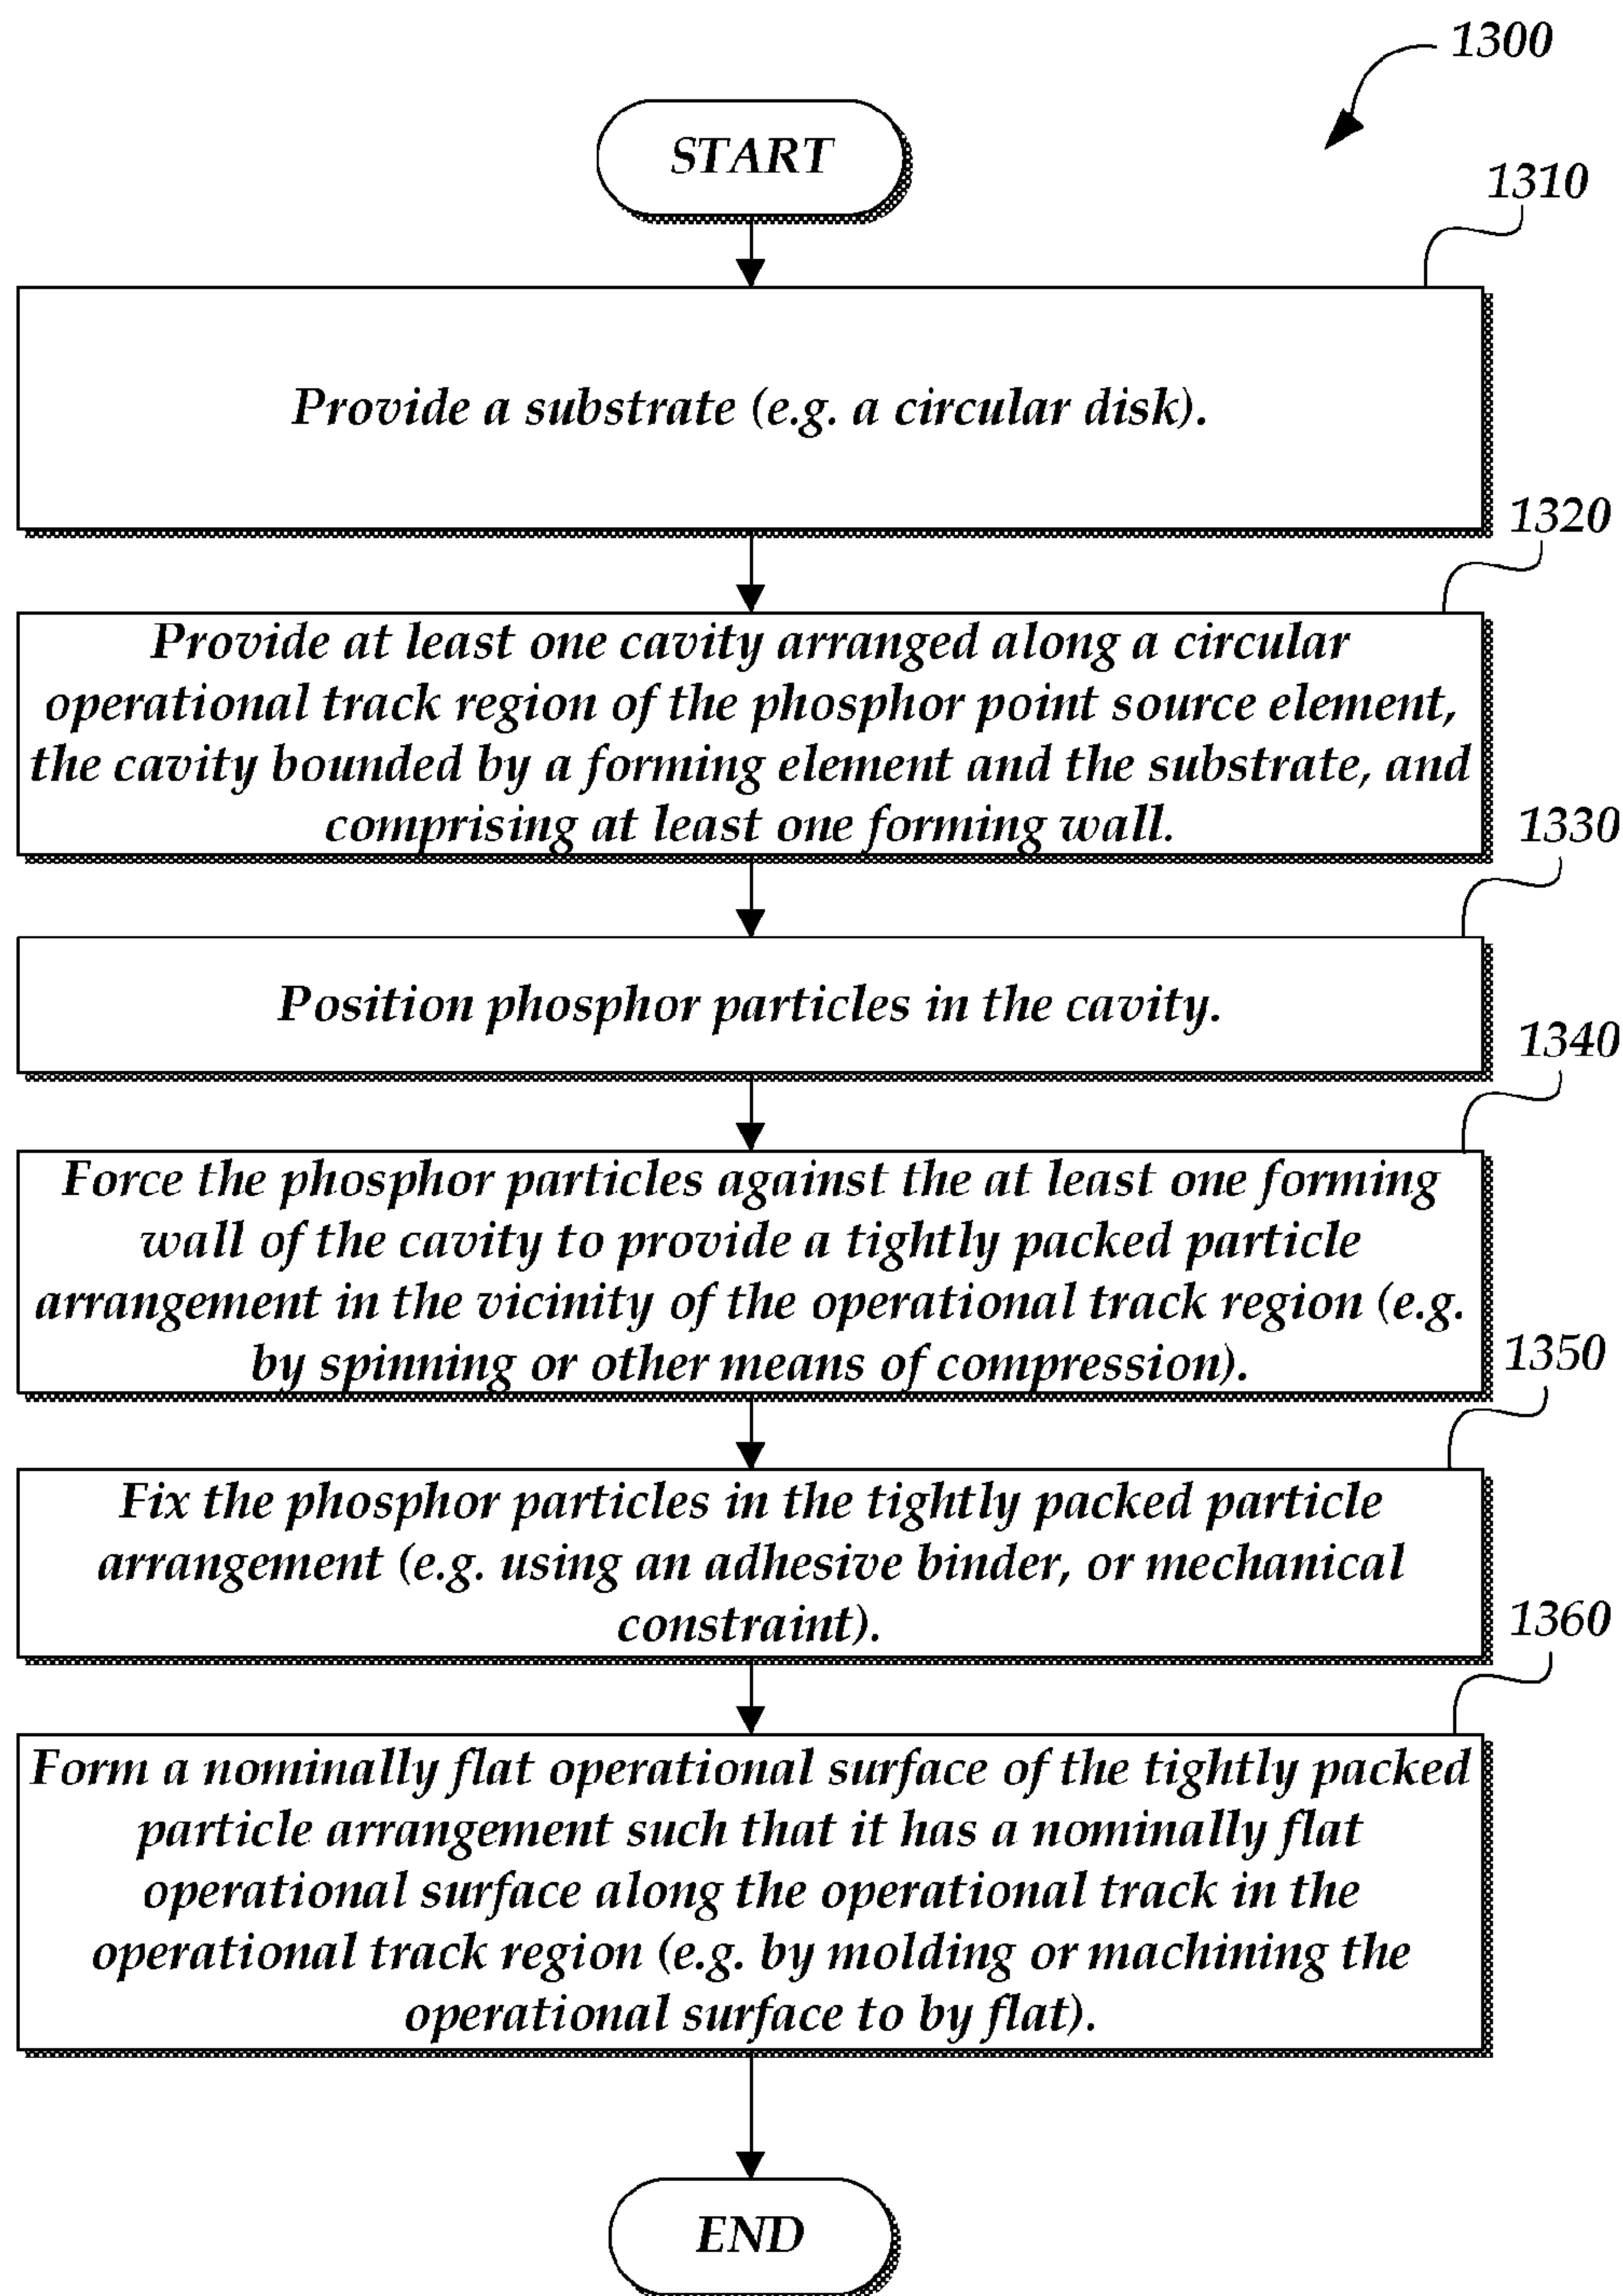 1300
START
1310
Provide a substrate (e.g. a circular disk).
1320
Provide at least one cavity arranged along a circular
operational track region of the phosphor point source element,
the cavity bounded by a forming element and the substrate, and
comprising at least one forming wall.
1330
Position phosphor particles in the cavity.
1340
Force the phosphor particles against the at least one forming
wall of the cavity to provide a tightly packed particle
arrangement in the vicinity of the operational track region (e.g.
by spinning or other means of compression).
1350
Fix the phosphor particles in the tightly packed particle
arrangement (e.g. using an adhesive binder, or mechanical
constraint).
1360
Form a nominally flat operational surface of the tightly packed
particle arrangement such that it has a nominally flat
operational surface along the operational track in the
operational track region (e.g. by molding or machining the
operational surface to by flat).
END